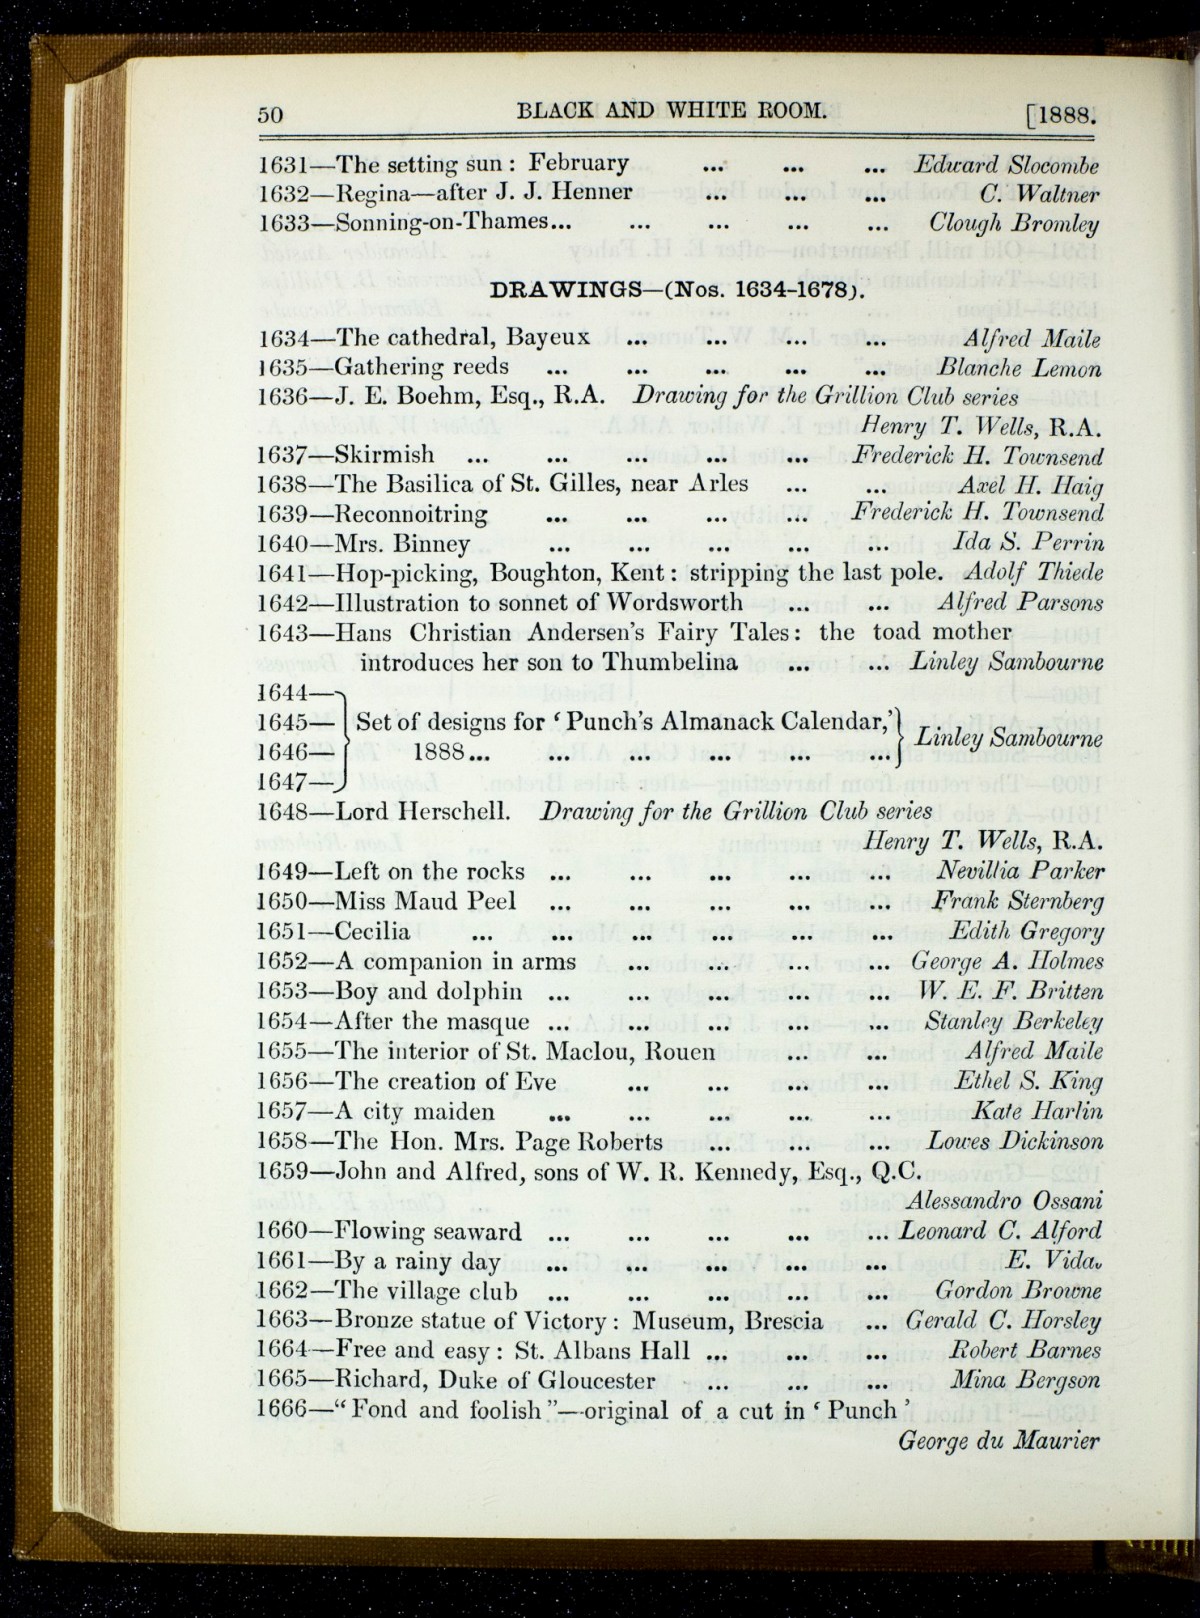 50 BLACK AND WHITE ROOM. [1888.
1631—The setting sun : February ... ... ... Edward Slocombe
1632—Regina—after J. J. Henner ... ... ... C. Waltner
1633—Sonning-on-Thames... ... ... ... ... Clough Bromley
DRAWINGS—(Nos. 1634-1678).
1634—The cathedral, Bayeux ... ... ... ... Alfred Maile
1635—Gathering reeds ... ... ... ... ... Blanche Lemon
1636—J. E. Boehm, Esq., R.A. Drawing for the Grillion Club series
Henry T. Wells, R.A.
1637—Skirmish ... ... ... ... ... Frederick H. Townsend
1638—The Basilica of St. Gilles, near Arles ... ... Axel H. Haig
1639—Reconnoitring ... ... ... ... Frederick H. Townsend
1640—Mrs. Binney ... ... ... ... ... Ida S. Perrin
1641—Hop-picking, Boughton, Kent : stripping the last pole. Adolf Thiede
1642—Illustration to sonnet of Wordsworth ... ... Alfred Parsons
1643—Hans Christian Andersen's Fairy Tales : the toad mother
introduces her son to Thumbelina ... ... Linley Sambourne
1644—
1645— Set of designs for ‘Punch's Almanack Calendar,’ Linley Sambourne
1646— 1888... ... ... ... ... ...
1647—
1648—Lord Herschell. Drawing for the Grillion Club series
Henry T. Wells, R.A.
1649—Left on the rocks ... ... ... ... ... Nevillia Parker
1650—Miss Maud Peel ... ... ... ... ... Frank Sternberg
1651—Cecilia ... ... ... ... ... ... Edith Gregory
1652—A companion in arms ... ... ... ... George A. Holmes
1653—Boy and dolphin ... ... ... ... ... W. E. F. Britten
1654—After the masque ... ... ... ... ... Stanley Berkeley
1655—The interior of St. Maclou, Rouen ... ... Alfred Maile
1656—The creation of Eve ... ... ... ... Ethel S. King
1657—A city maiden ... ... ... ... ... Kate Harlin
1658—The Hon. Mrs. Page Roberts ... ... ... Lowes Dickinson
1659—John and Alfred, sons of W. R. Kennedy, Esq., Q.C.
Alessandro Ossani
1660—Flowing seaward ... ... ... ... ... Leonard C. Alford
1661—By a rainy day ... ... ... ... ... E. Vida
1662—The village club ... ... ... ... ... Gordon Browne
1663—Bronze statue of Victory : Museum, Brescia ... Gerald C. Horsley
1664—Free and easy : St. Albans Hall ... ... ... Robert Barnes
1665—Richard, Duke of Gloucester ... ... ... Mina Bergson
1666—“Fond and foolish”—original of a cut in ‘Punch’
George du Maurier